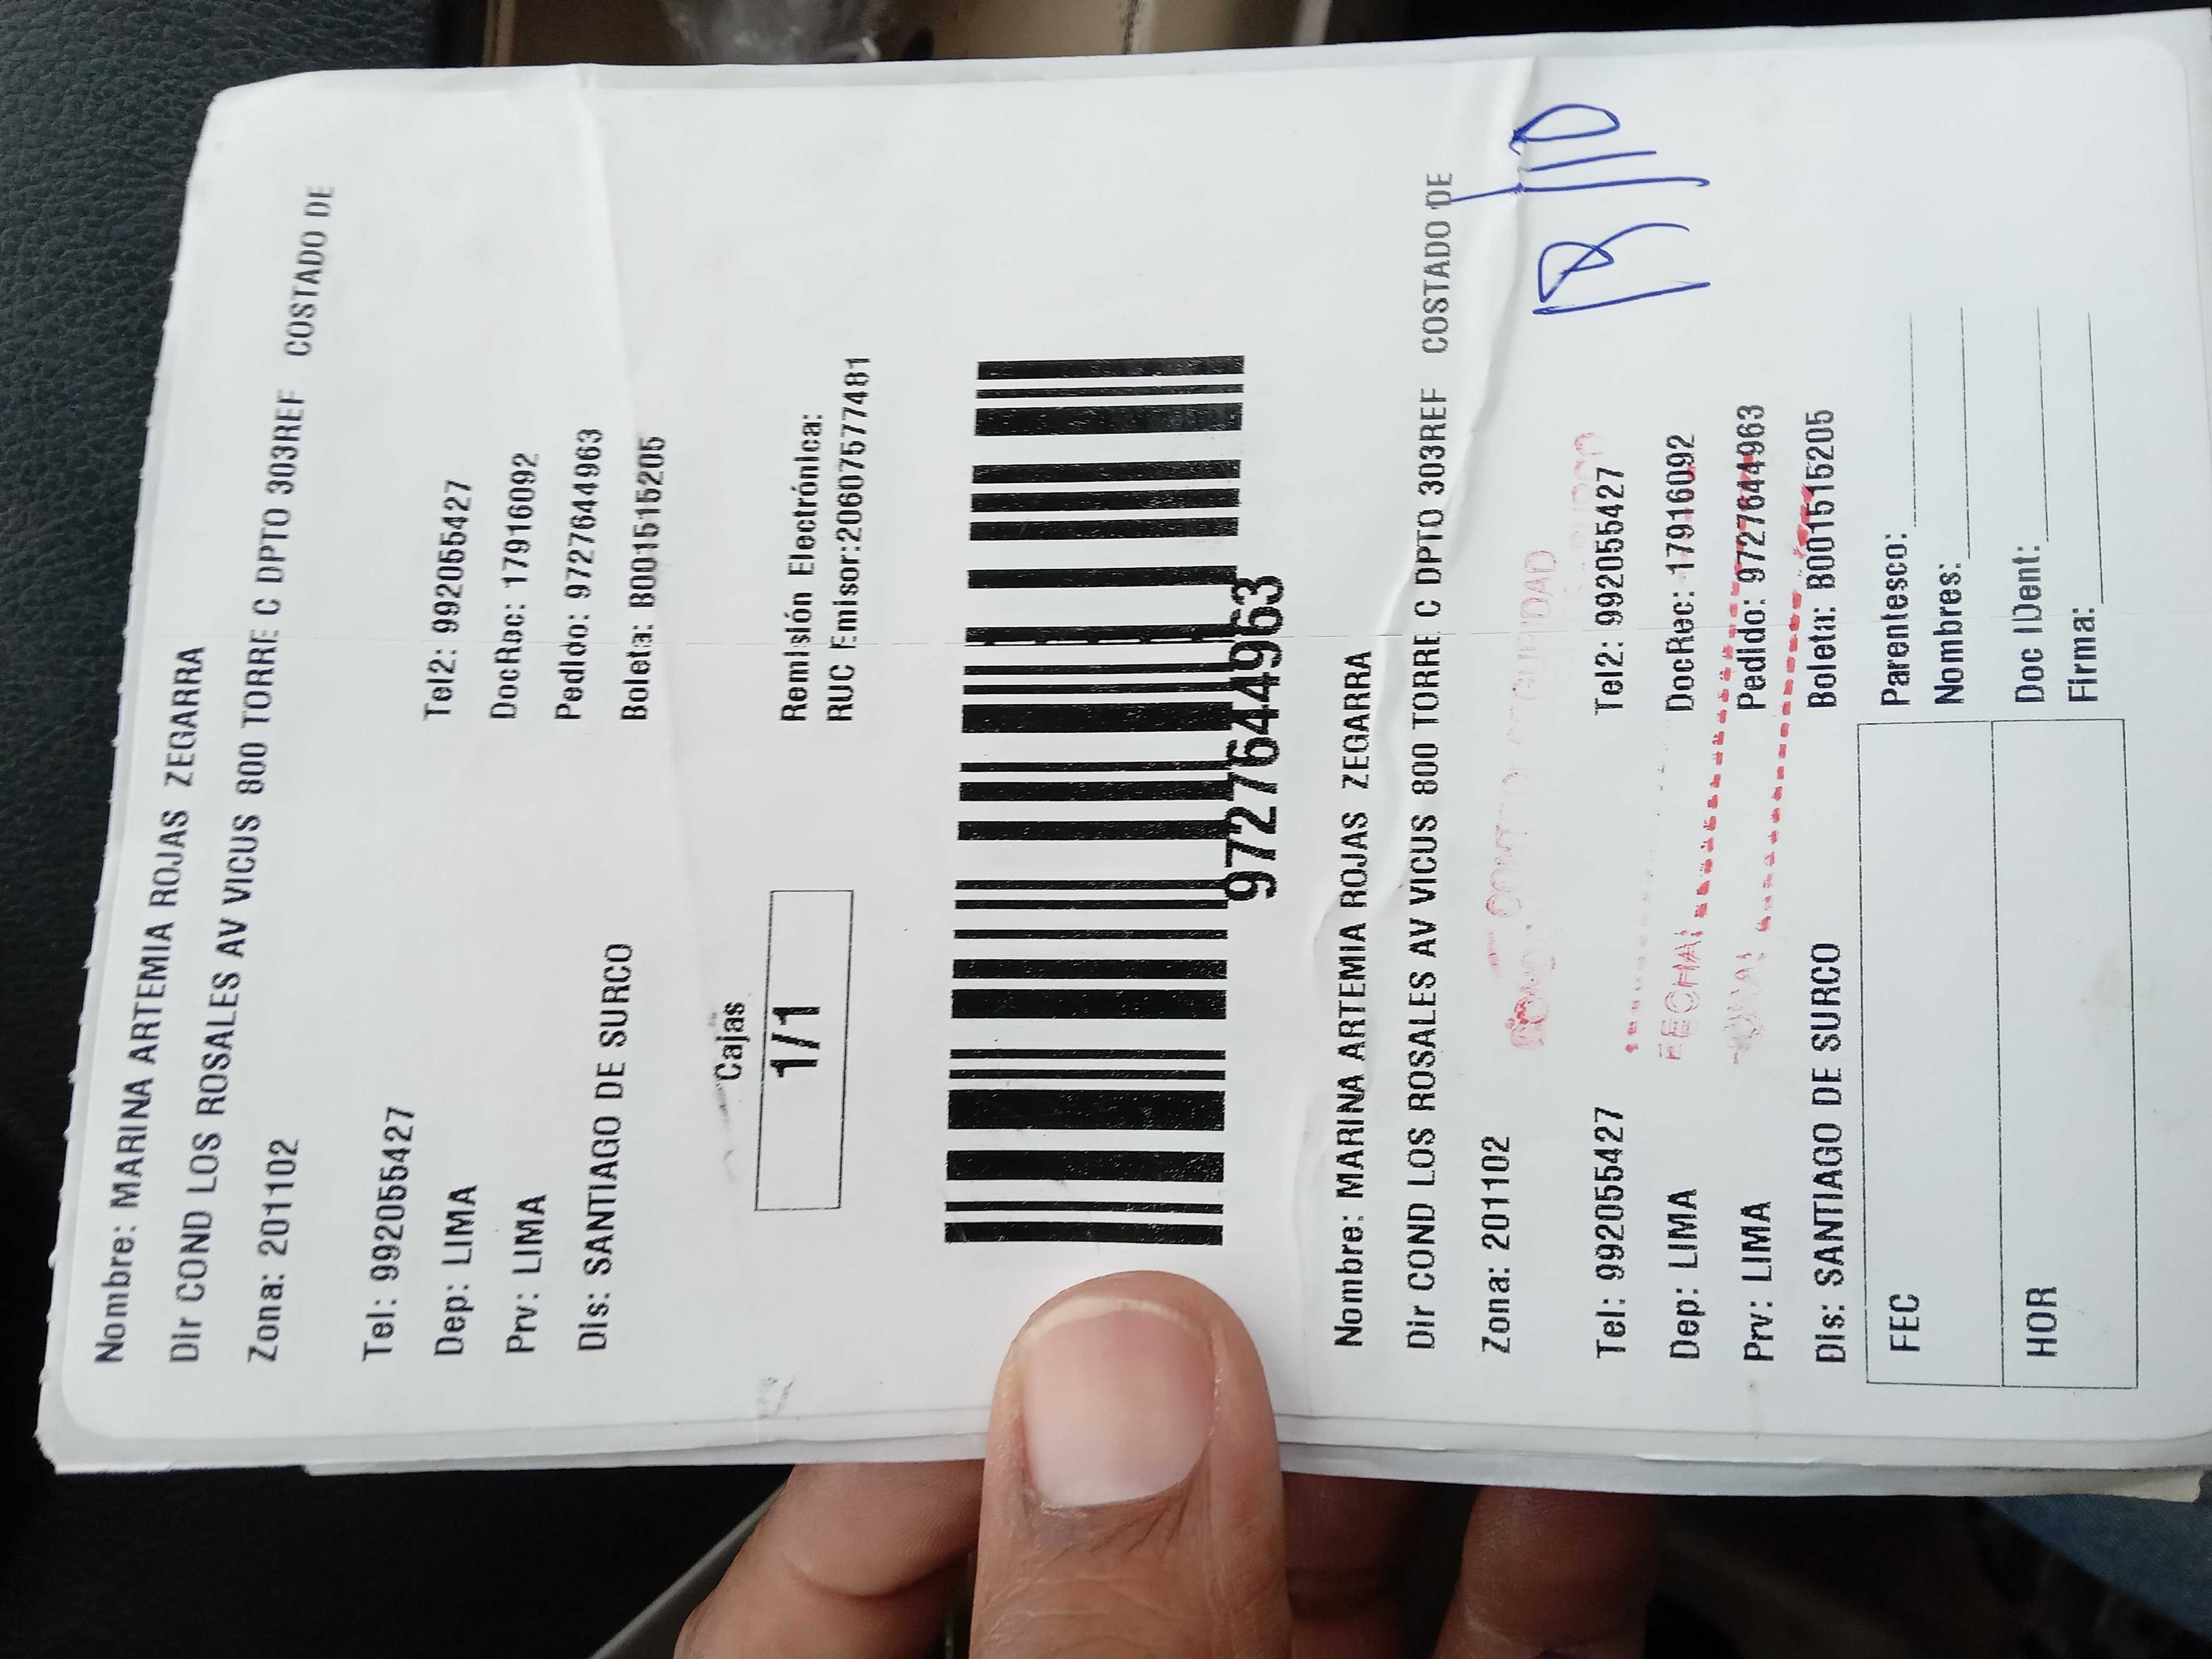 Nombre: MARINA ARTEMIA ROJAS ZEGARRA
Dir COND LOS ROSALES AV VICUS 800 TORRE C DPTO 303REF COSTADO DE
Zona: 201102
Tel: 992055427 Tel2: 992055427
Dep: LIMA DocRec: 17916092
Prv: LIMA Pedido: 9727644963
Dis: SANTIAGO DE SURCO Boleta: B001515205
Cajas
1/1
Remisión Electrónica:
RUC Emisor:20607577481
9727644963
Nombre: MARINA ARTEMIA ROJAS ZEGARRA
Dir COND LOS ROSALES AV VICUS 800 TORRE C DPTO 303REF COSTADO DE
Zona: 201102
SEGURIDAD
Tel: 992055427 Tel2: 992055427
FECHA:
Dep: LIMA DocRec: 17916092
HORA:
Prv: LIMA Pedido: 9727644963
Dis: SANTIAGO DE SURCO Boleta: B001515205
FEC
HOR
Parentesco:
Nombres:
Doc IDent:
Firma: